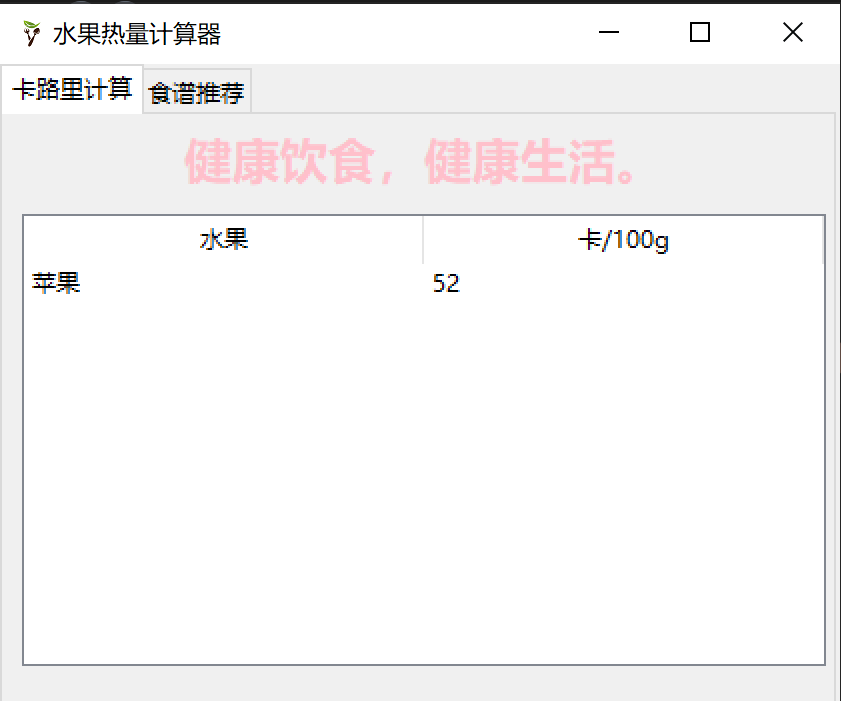 水果热量计算器
卡路里计算 食谱推荐
健康饮食，健康生活。
水果 卡/100g
苹果 52